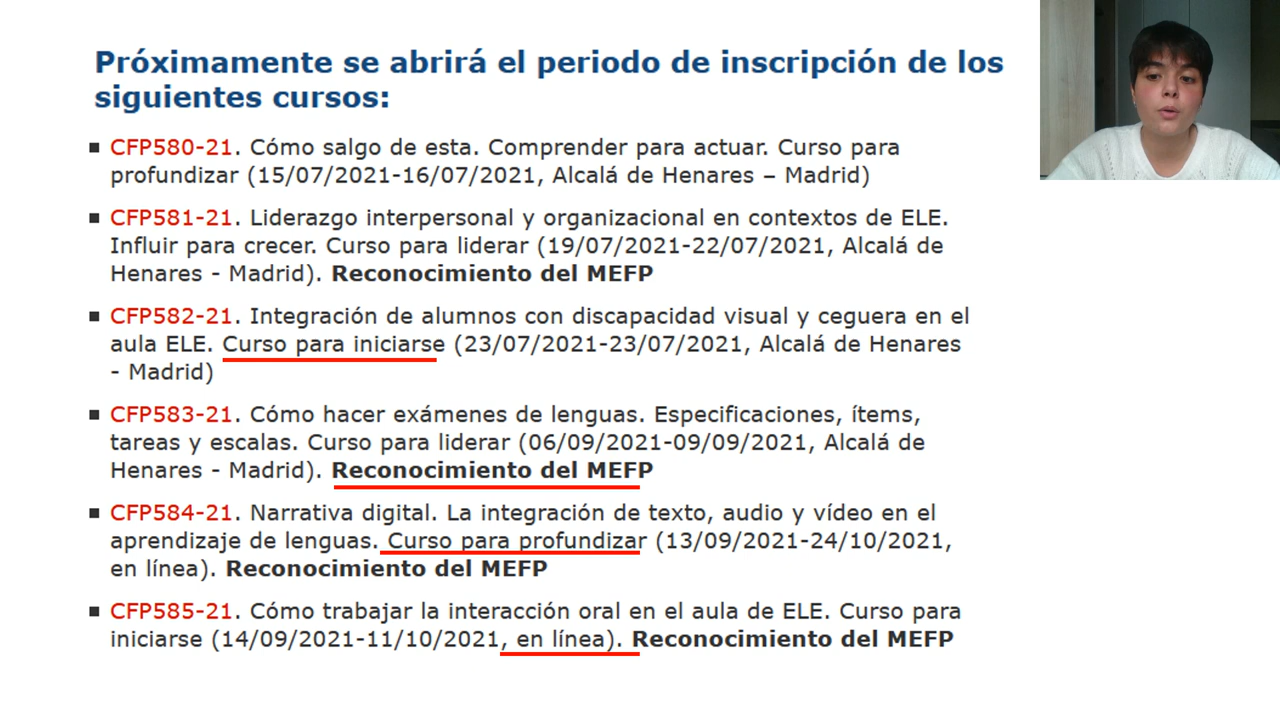 Próximamente se abrirá el periodo de inscripción de los
siguientes cursos:
CFP580-21. Cómo salgo de esta. Comprender para actuar. Curso para
profundizar (15/07/2021-16/07/2021, Alcalá de Henares – Madrid)
CFP581-21. Liderazgo interpersonal y organizacional en contextos de ELE.
Influir para crecer. Curso para liderar (19/07/2021-22/07/2021, Alcalá de
Henares - Madrid). Reconocimiento del MEFP
CFP582-21. Integración de alumnos con discapacidad visual y ceguera en el
aula ELE. Curso para iniciarse (23/07/2021-23/07/2021, Alcalá de Henares
- Madrid)
CFP583-21. Cómo hacer exámenes de lenguas. Especificaciones, ítems,
tareas y escalas. Curso para liderar (06/09/2021-09/09/2021, Alcalá de
Henares - Madrid). Reconocimiento del MEFP
CFP584-21. Narrativa digital. La integración de texto, audio y vídeo en el
aprendizaje de lenguas. Curso para profundizar (13/09/2021-24/10/2021,
en línea). Reconocimiento del MEFP
CFP585-21. Cómo trabajar la interacción oral en el aula de ELE. Curso para
iniciarse (14/09/2021-11/10/2021, en línea). Reconocimiento del MEFP